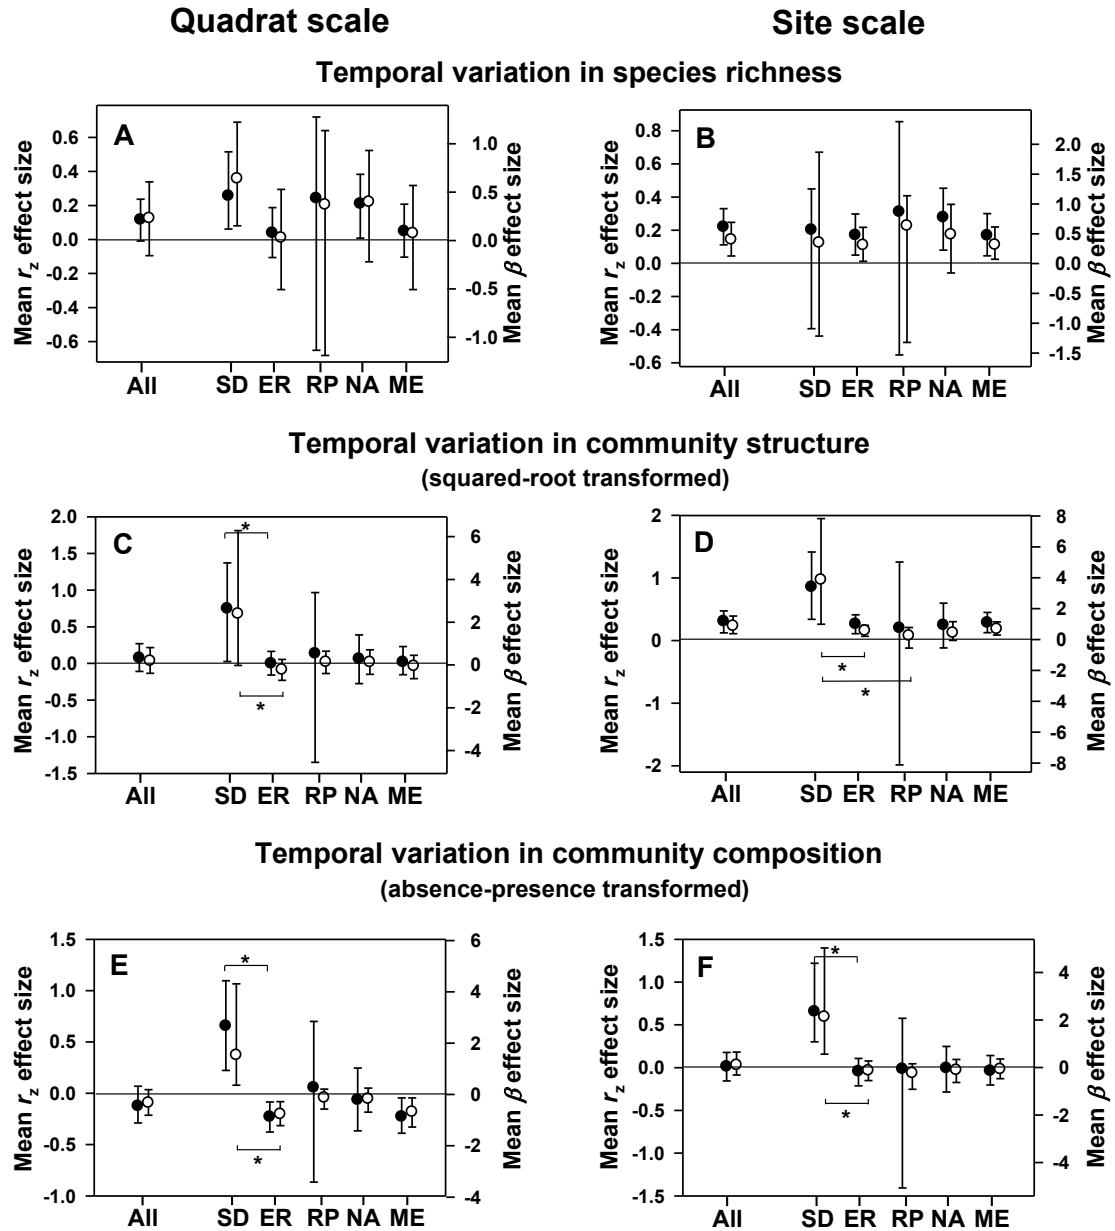 Quadrat scale Site scale
Temporal variation in species richness
A
Mean r_z effect size
0.6
0.4
0.2
0.0
-0.2
-0.4
-0.6
Mean β effect size
1.0
0.5
0.0
-0.5
-1.0
All SD ER RP NA ME
B
Mean r_z effect size
0.8
0.6
0.4
0.2
0.0
-0.2
-0.4
-0.6
Mean β effect size
2.0
1.5
1.0
0.5
0.0
-0.5
-1.0
-1.5
All SD ER RP NA ME
Temporal variation in community structure
(squared-root transformed)
C
Mean r_z effect size
2.0
1.5
1.0
0.5
0.0
-0.5
-1.0
-1.5
*
*
Mean β effect size
6
4
2
0
-2
-4
All SD ER RP NA ME
D
Mean r_z effect size
2
1
0
-1
-2
*
*
Mean β effect size
8
6
4
2
0
-2
-4
-6
-8
All SD ER RP NA ME
Temporal variation in community composition
(absence-presence transformed)
E
Mean r_z effect size
1.5
1.0
0.5
0.0
-0.5
-1.0
*
*
Mean β effect size
6
4
2
0
-2
-4
All SD ER RP NA ME
F
Mean r_z effect size
1.5
1.0
0.5
0.0
-0.5
-1.0
-1.5
*
*
Mean β effect size
4
2
0
-2
-4
All SD ER RP NA ME